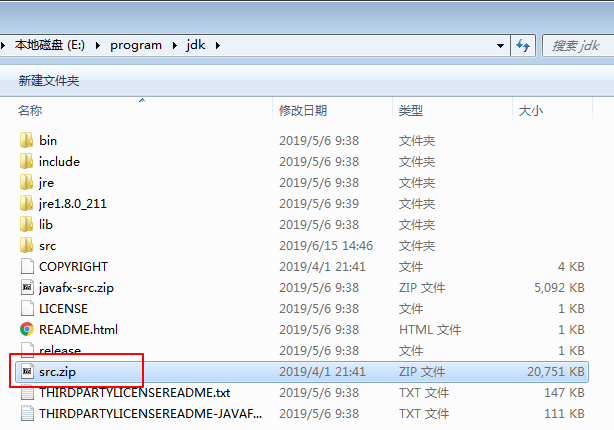 本地磁盘 (E:) program jdk 搜索 jdk
新建文件夹
名称 修改日期 类型 大小
bin 2019/5/6 9:38 文件夹
include 2019/5/6 9:38 文件夹
jre 2019/5/6 9:38 文件夹
jre1.8.0_211 2019/5/6 9:39 文件夹
lib 2019/5/6 9:38 文件夹
src 2019/6/15 14:46 文件夹
COPYRIGHT 2019/4/1 21:41 文件 4 KB
javafx-src.zip 2019/5/6 9:38 ZIP 文件 5,092 KB
LICENSE 2019/5/6 9:38 文件 1 KB
README.html 2019/5/6 9:38 HTML 文件 1 KB
release 2019/5/6 9:38 文件 1 KB
src.zip 2019/4/1 21:41 ZIP 文件 20,751 KB
THIRDPARTYLICENSEREADME.txt 2019/5/6 9:38 TXT 文件 147 KB
THIRDPARTYLICENSEREADME-JAVAF... 2019/5/6 9:38 TXT 文件 111 KB